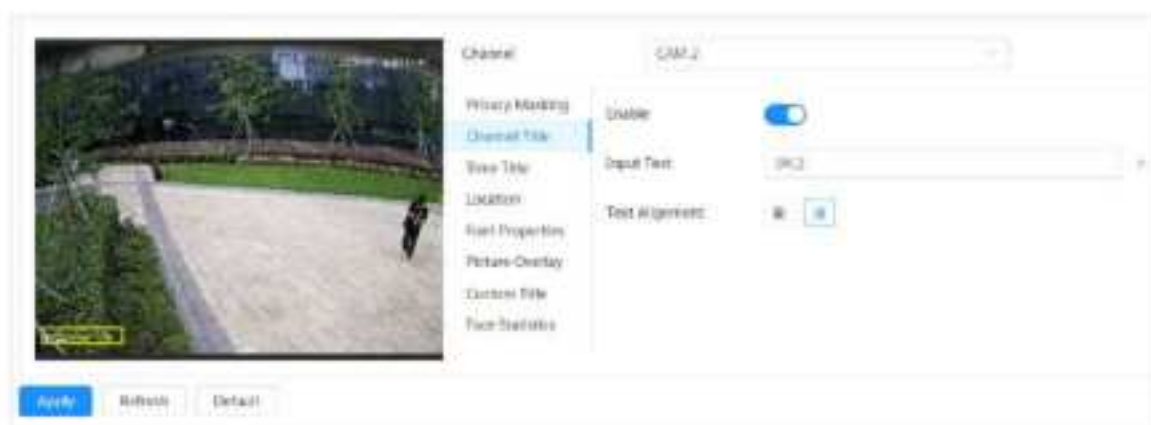 Channel
CAM 2
Privacy Masking
Channel Title
Time Title
Location
Font Properties
Picture Overlay
Custom Title
Face Statistics
Enable
Input Text
Text Alignment
Apply
Refresh
Default